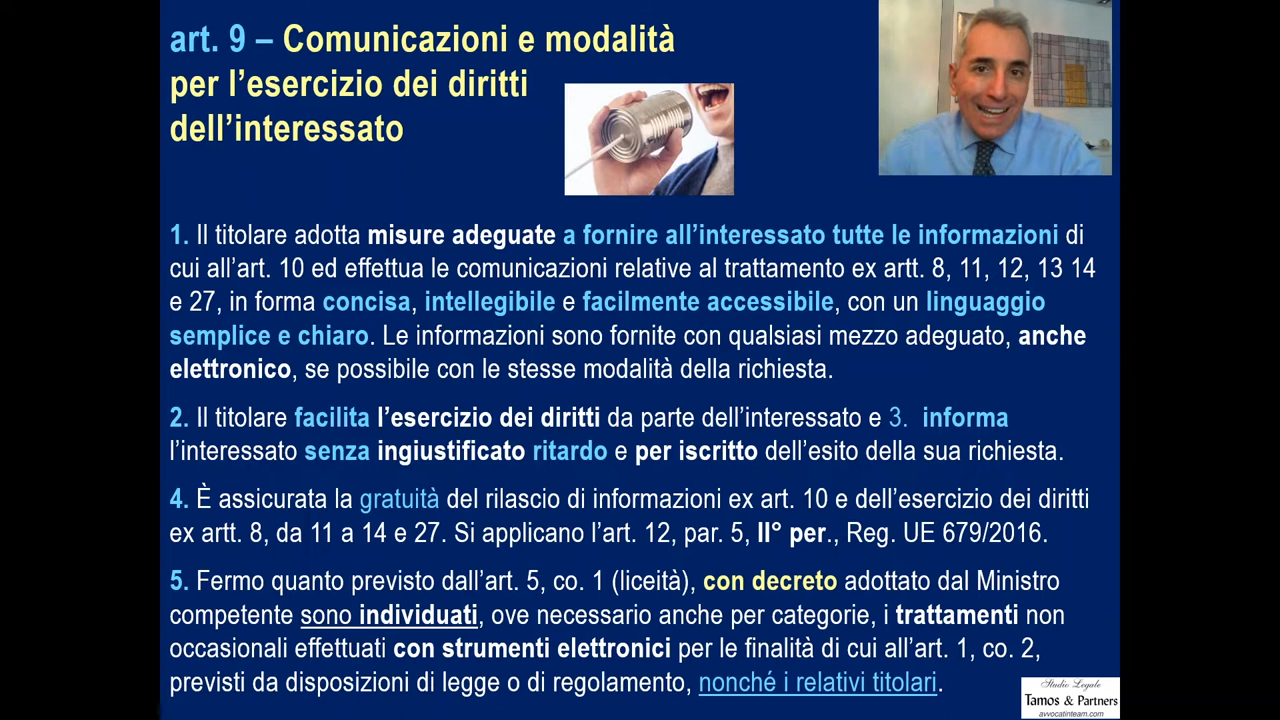 art. 9 – Comunicazioni e modalità
per l’esercizio dei diritti
dell’interessato
1. Il titolare adotta misure adeguate a fornire all’interessato tutte le informazioni di
cui all’art. 10 ed effettua le comunicazioni relative al trattamento ex artt. 8, 11, 12, 13 14
e 27, in forma concisa, intellegibile e facilmente accessibile, con un linguaggio
semplice e chiaro. Le informazioni sono fornite con qualsiasi mezzo adeguato, anche
elettronico, se possibile con le stesse modalità della richiesta.
2. Il titolare facilita l’esercizio dei diritti da parte dell’interessato e 3. informa
l’interessato senza ingiustificato ritardo e per iscritto dell’esito della sua richiesta.
4. È assicurata la gratuità del rilascio di informazioni ex art. 10 e dell’esercizio dei diritti
ex artt. 8, da 11 a 14 e 27. Si applicano l’art. 12, par. 5, II° per., Reg. UE 679/2016.
5. Fermo quanto previsto dall’art. 5, co. 1 (liceità), con decreto adottato dal Ministro
competente sono individuati, ove necessario anche per categorie, i trattamenti non
occasionali effettuati con strumenti elettronici per le finalità di cui all’art. 1, co. 2,
previsti da disposizioni di legge o di regolamento, nonché i relativi titolari.
Studio Legale
Tamos & Partners
avvocatinteam.com